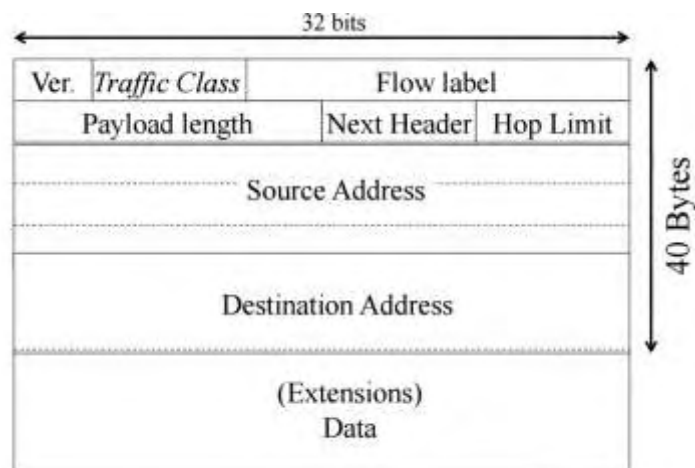 32 bits
Ver. Traffic Class Flow label
Payload length Next Header Hop Limit
Source Address
Destination Address
(Extensions)
Data
40 Bytes